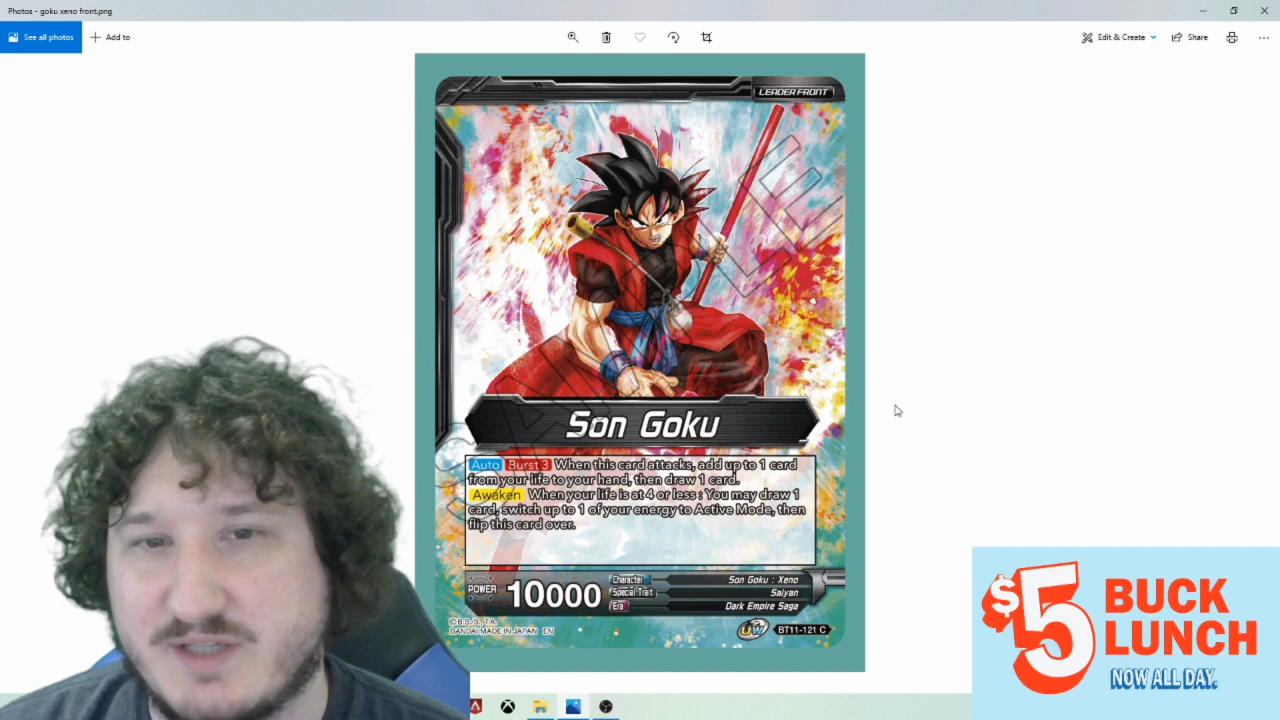 Photos - goku xeno front.png
See all photos
Add to
Edit & Create
Share
LEADER FRONT
SAMPLE
Son Goku
Auto Burst 3 When this card attacks, add up to 1 card
from your life to your hand, then draw 1 card.
Awaken When your life is at 4 or less : You may draw 1
card, switch up to 1 of your energy to Active Mode, then
flip this card over.
POWER 10000
Character Son Goku : Xeno
Special Trait Saiyan
Era Dark Empire Saga
©B.S./S., T.A.
BANDAI MADE IN JAPAN EN
UW BT11-121 C
$5 BUCK
LUNCH
NOW ALL DAY.